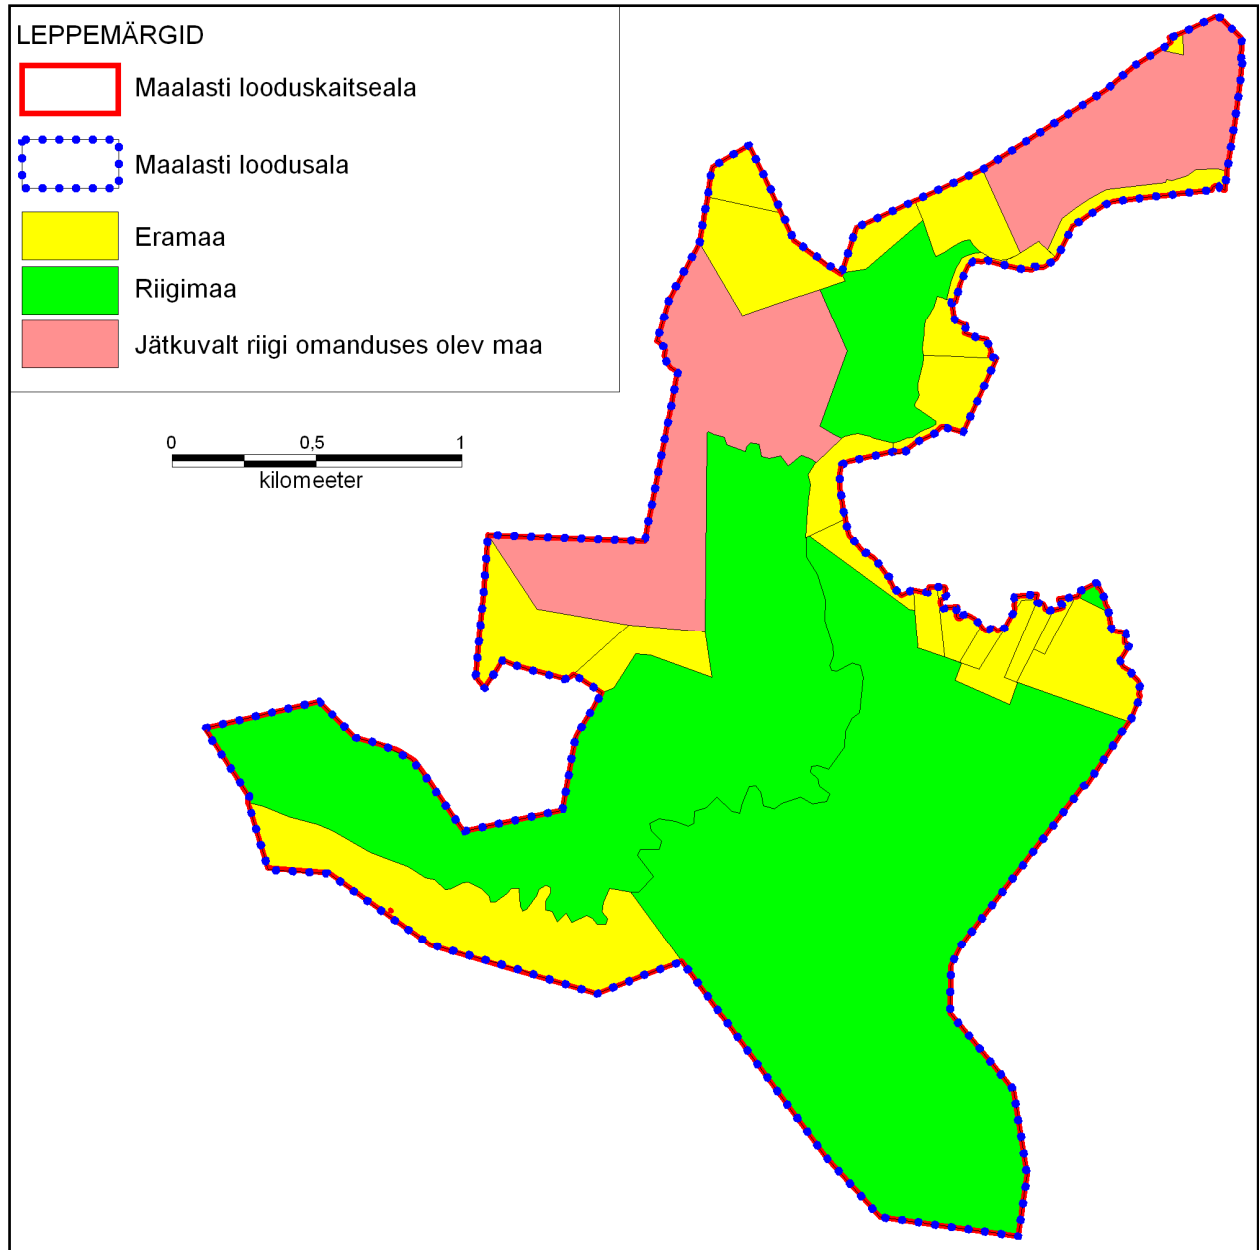 LEPPEMÄRGID
Maalasti looduskaitseala
Maalasti loodusala
Eramaa
Riigimaa
Jätkuvalt riigi omanduses olev maa
0 0,5 1
kilomeeter